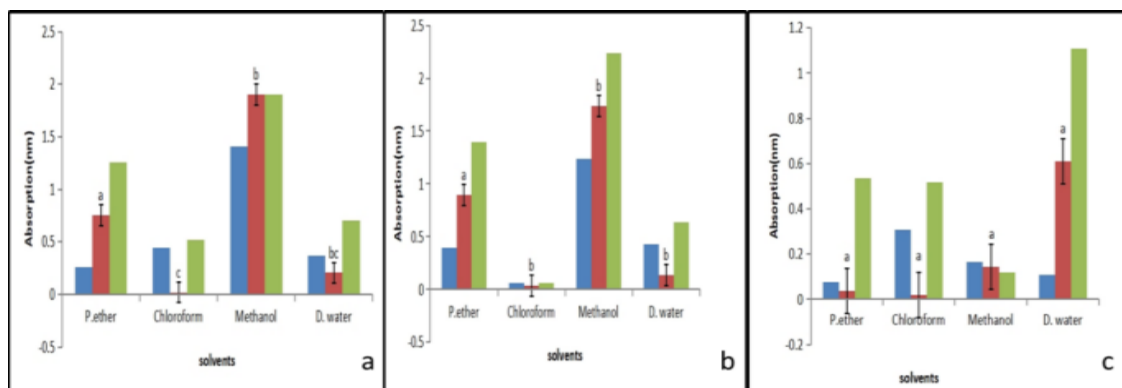 2.5
2
1.5
1
0.5
0
-0.5
Absorption(nm)
a
c
b
bc
P.ether Chloroform Methanol D. water
solvents
a
2.5
2
1.5
1
0.5
0
-0.5
Absorption(nm)
a
b
b
b
P.ether Chloroform Methanol D. water
solvents
b
1.2
1
0.8
0.6
0.4
0.2
0
-0.2
Absorption(nm)
a
a
a
a
P.ether Chloroform Methanol D. water
solvents
c